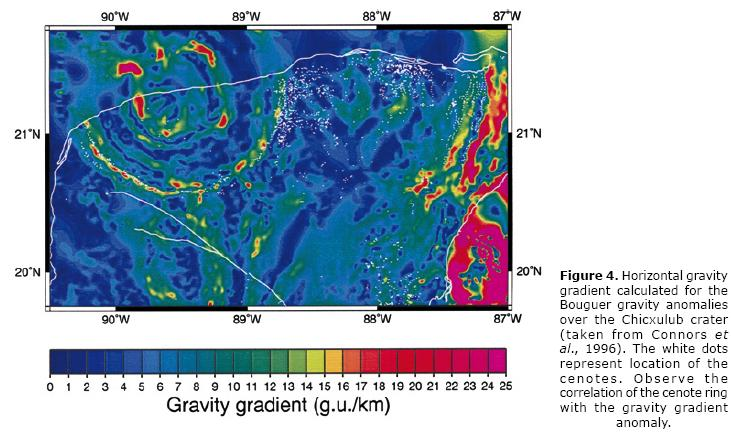 90°W 89°W 88°W 87°W
21°N 21°N
20°N 20°N
90°W 89°W 88°W 87°W
0 1 2 3 4 5 6 7 8 9 10 11 12 13 14 15 16 17 18 19 20 21 22 23 24 25
Gravity gradient (g.u./km)
Figure 4. Horizontal gravity
gradient calculated for the
Bouguer gravity anomalies
over the Chicxulub crater
(taken from Connors et
al., 1996). The white dots
represent location of the
cenotes. Observe the
correlation of the cenote ring
with the gravity gradient
anomaly.